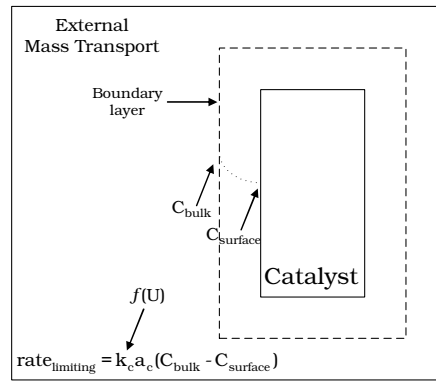 External
Mass Transport
Boundary
layer
C_bulk
C_surface
Catalyst
f(U)
rate_limiting = k_c a_c (C_bulk - C_surface)